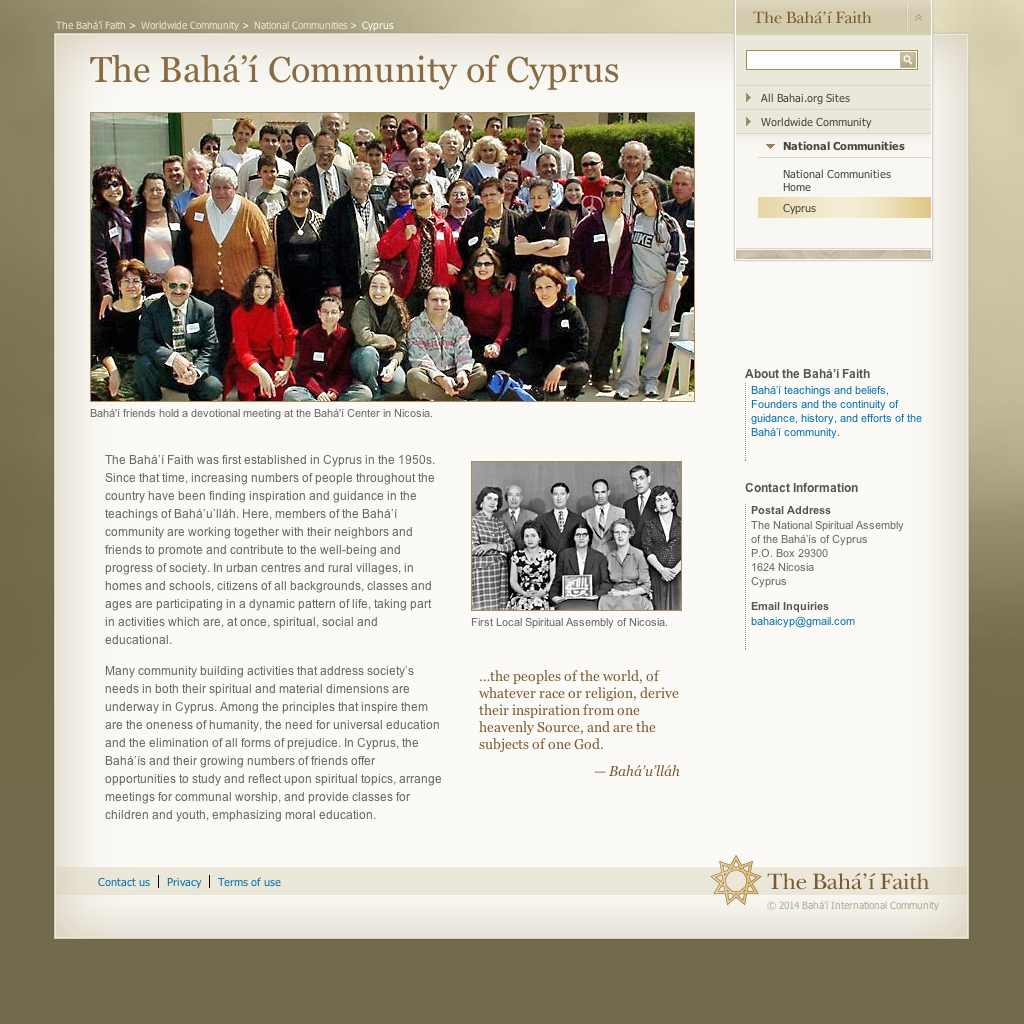 The Bahá’í Faith > Worldwide Community > National Communities > Cyprus
The Bahá’í Faith
The Bahá’í Community of Cyprus
All Bahai.org Sites
Worldwide Community
National Communities
National Communities
Home
Cyprus
NUKE
Bahá'í friends hold a devotional meeting at the Bahá'í Center in Nicosia.
The Bahá’í Faith was first established in Cyprus in the 1950s.
Since that time, increasing numbers of people throughout the
country have been finding inspiration and guidance in the
teachings of Bahá’u’lláh. Here, members of the Bahá’í
community are working together with their neighbors and
friends to promote and contribute to the well-being and
progress of society. In urban centres and rural villages, in
homes and schools, citizens of all backgrounds, classes and
ages are participating in a dynamic pattern of life, taking part
in activities which are, at once, spiritual, social and
educational.
Many community building activities that address society’s
needs in both their spiritual and material dimensions are
underway in Cyprus. Among the principles that inspire them
are the oneness of humanity, the need for universal education
and the elimination of all forms of prejudice. In Cyprus, the
Bahá’ís and their growing numbers of friends offer
opportunities to study and reflect upon spiritual topics, arrange
meetings for communal worship, and provide classes for
children and youth, emphasizing moral education.
First Local Spiritual Assembly of Nicosia.
...the peoples of the world, of
whatever race or religion, derive
their inspiration from one
heavenly Source, and are the
subjects of one God.
— Bahá’u’lláh
About the Bahá’í Faith
Bahá’í teachings and beliefs,
Founders and the continuity of
guidance, history, and efforts of the
Bahá’í community.
Contact Information
Postal Address
The National Spiritual Assembly
of the Bahá’ís of Cyprus
P.O. Box 29300
1624 Nicosia
Cyprus
Email Inquiries
bahaicyp@gmail.com
Contact us | Privacy | Terms of use
The Bahá’í Faith
© 2014 Bahá’í International Community